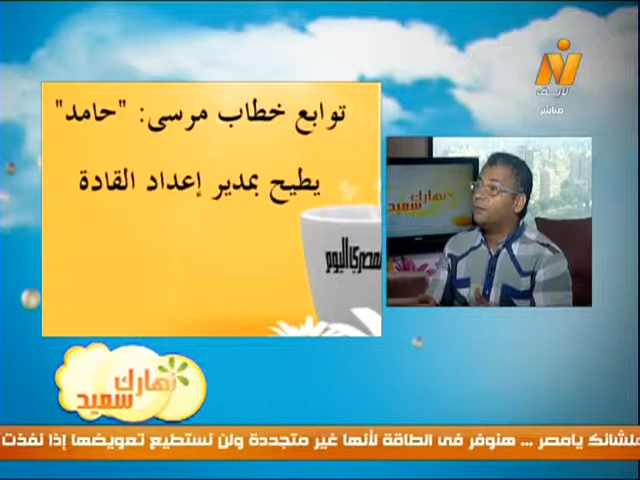 لايف
مباشر
توابع خطاب مرسى: "حامد"
يطيح بمدير إعداد القادة
المصري اليوم
نهارك
سعيد
نهارك
سعيد
علشانك يامصر ... هنوفر فى الطاقة لأنها غير متجددة ولن نستطيع تعويضها إذا نفذت